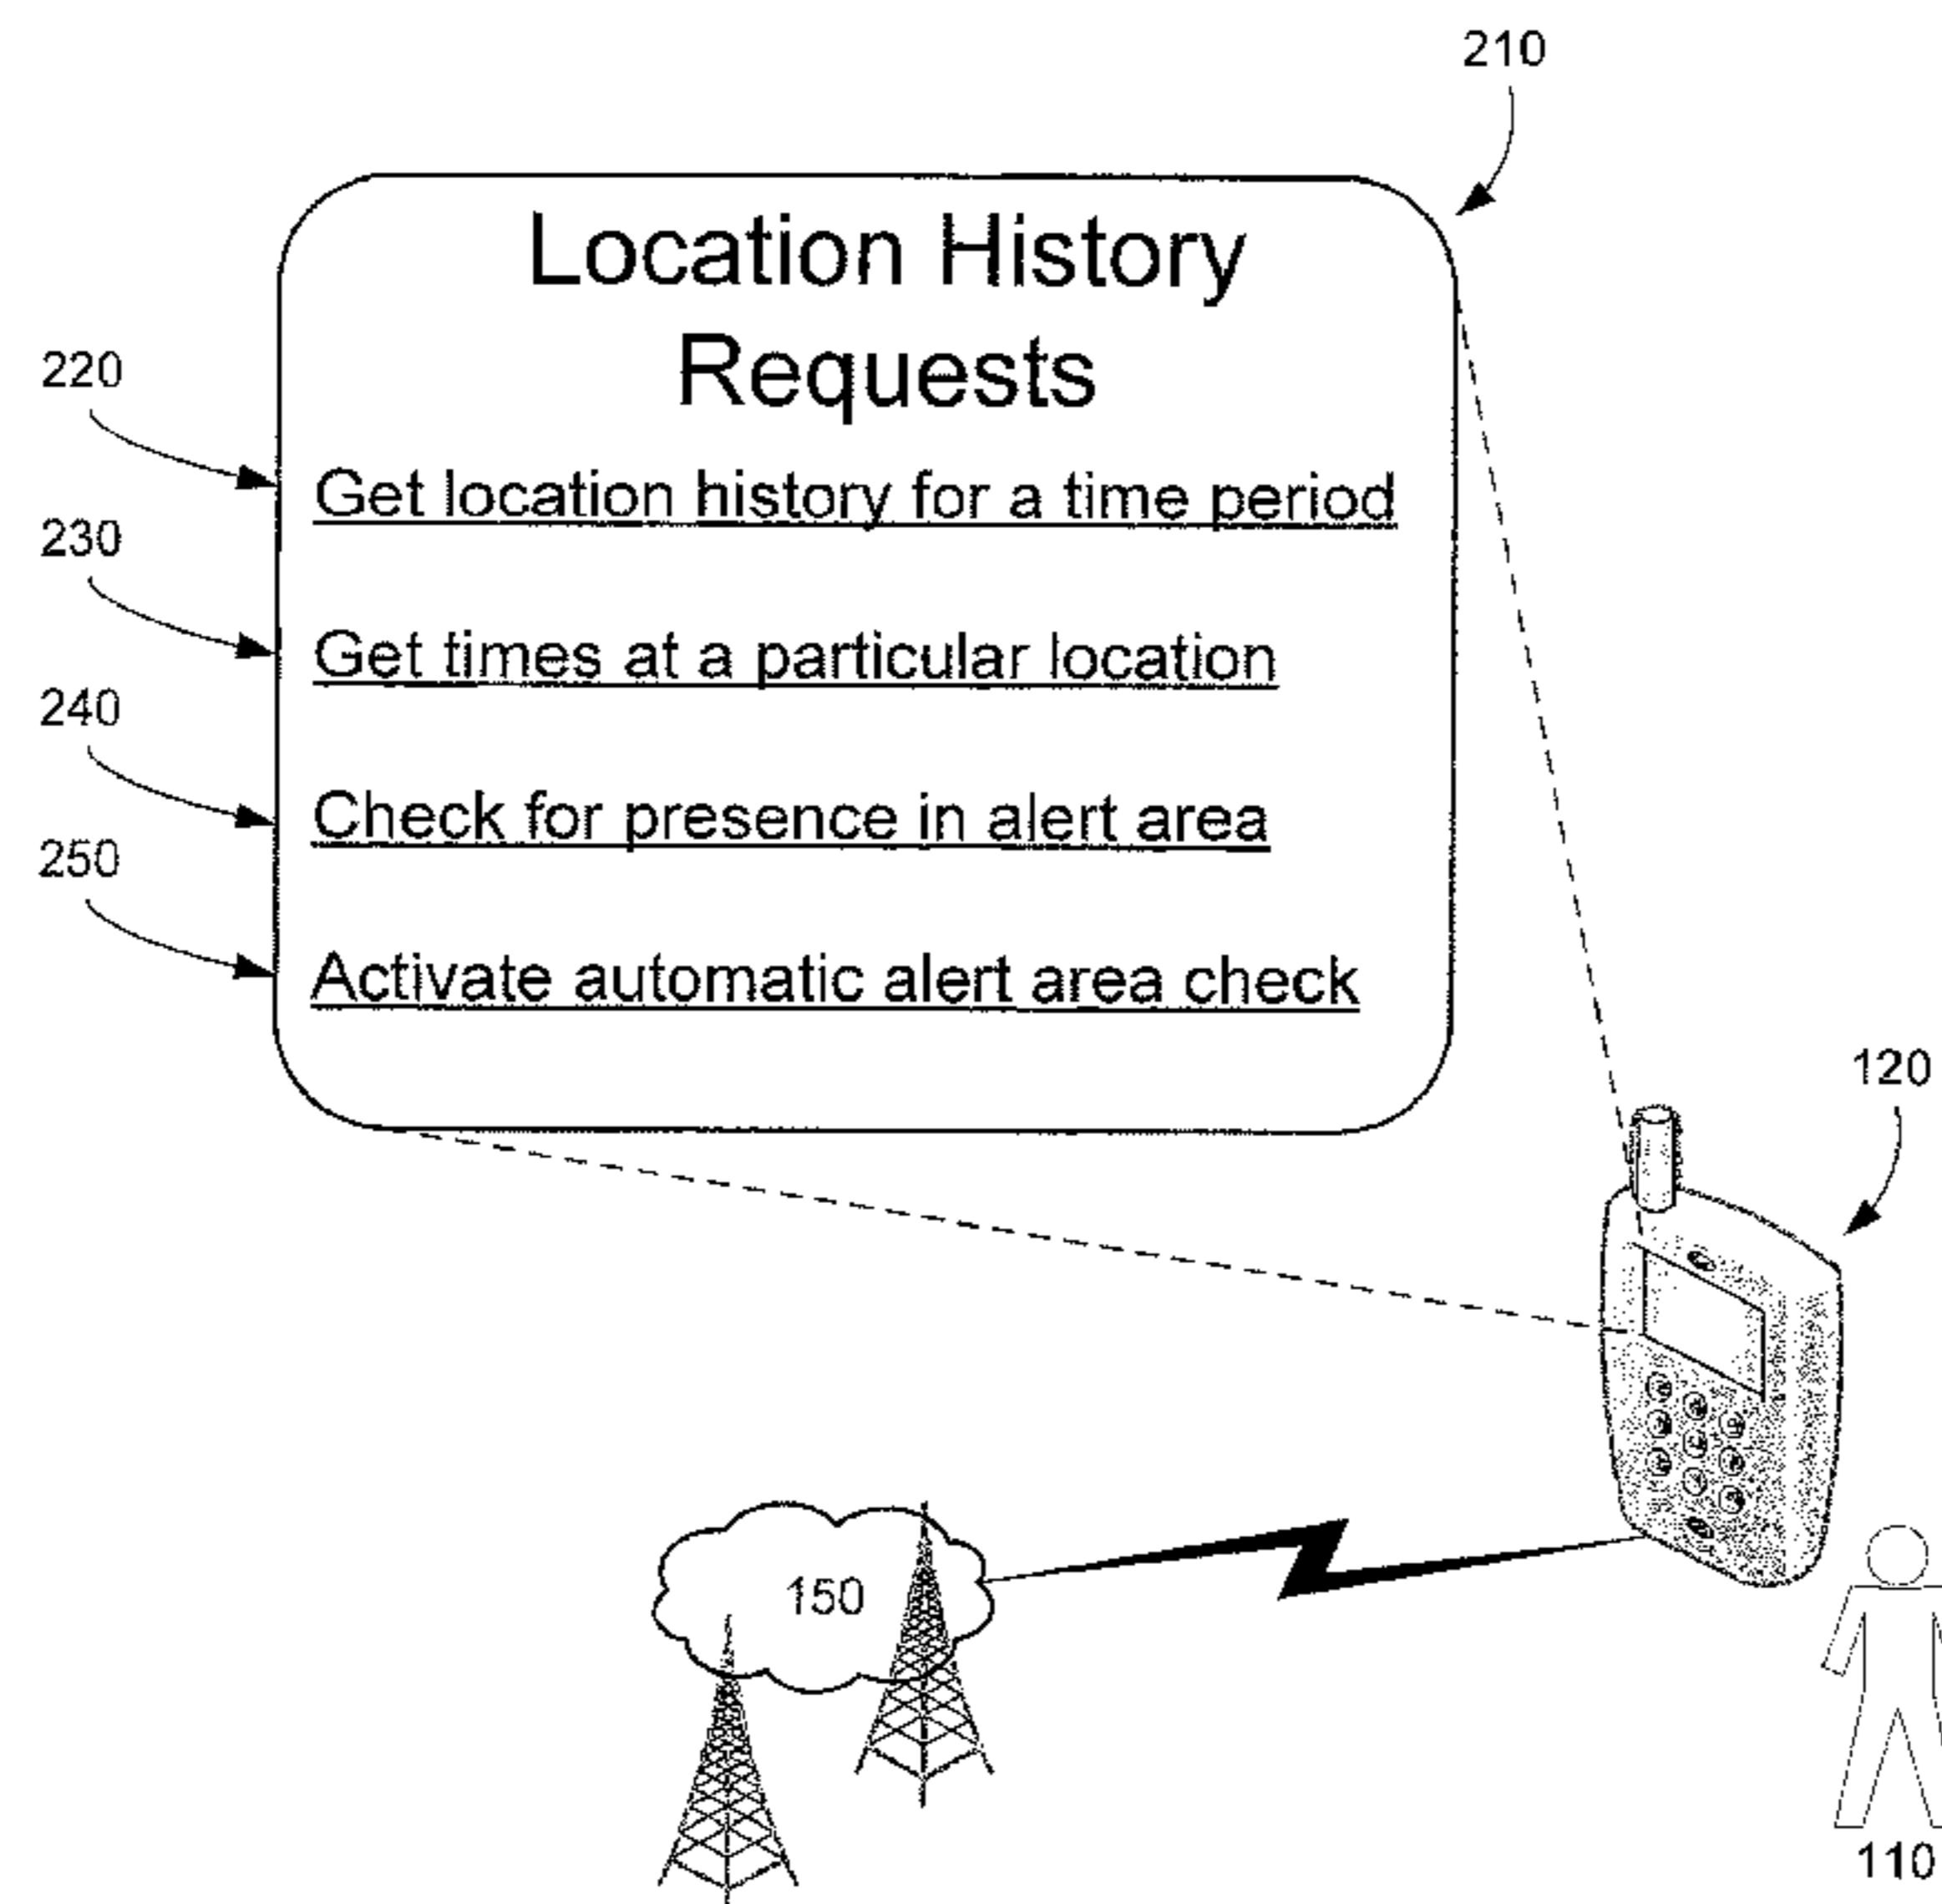 210
Location History
Requests
220
Get location history for a time period
230
Get times at a particular location
240
Check for presence in alert area
250
Activate automatic alert area check
120
150
110